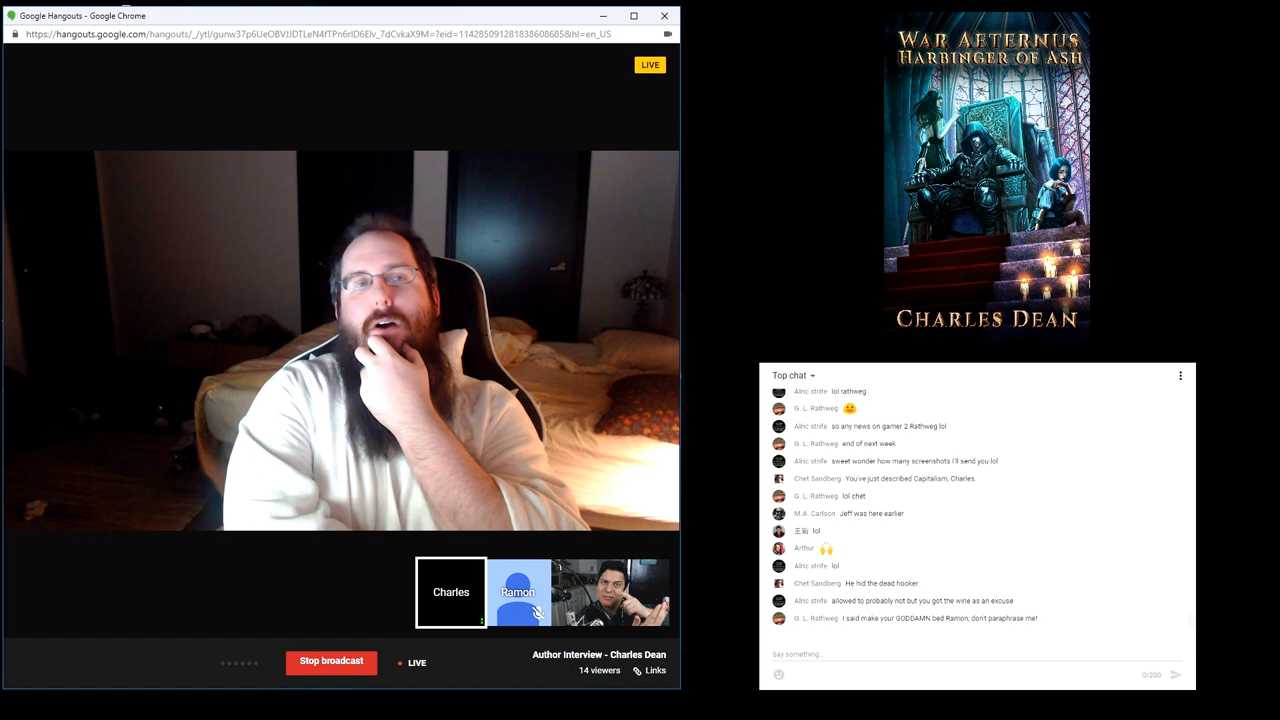 Google Hangouts - Google Chrome
https://hangouts.google.com/hangouts/_/ytl/
LIVE
Charles
Ramon
Stop broadcast
LIVE
Author Interview - Charles Dean
14 viewers
Links
WAR AETERNUS
HARBINGER OF ASH
CHARLES DEAN
Top chat
Alric strife lol rathweg
G. L. Rathweg
Alric strife so any news on gamer 2 Rathweg lol
G. L. Rathweg end of next week
Alric strife sweet wonder how many screenshots I'll send you lol
Chet Sandberg You've just described Capitalism, Charles.
G. L. Rathweg lol chet
M.A. Carlson Jeff was here earlier
lol
Arthur
Alric strife lol
Chet Sandberg He hid the dead hooker
Alric strife allowed to probably not but you got the wine as an excuse
G. L. Rathweg I said make your GODDAMN bed Ramon, don't paraphrase me!
Say something...
0/200